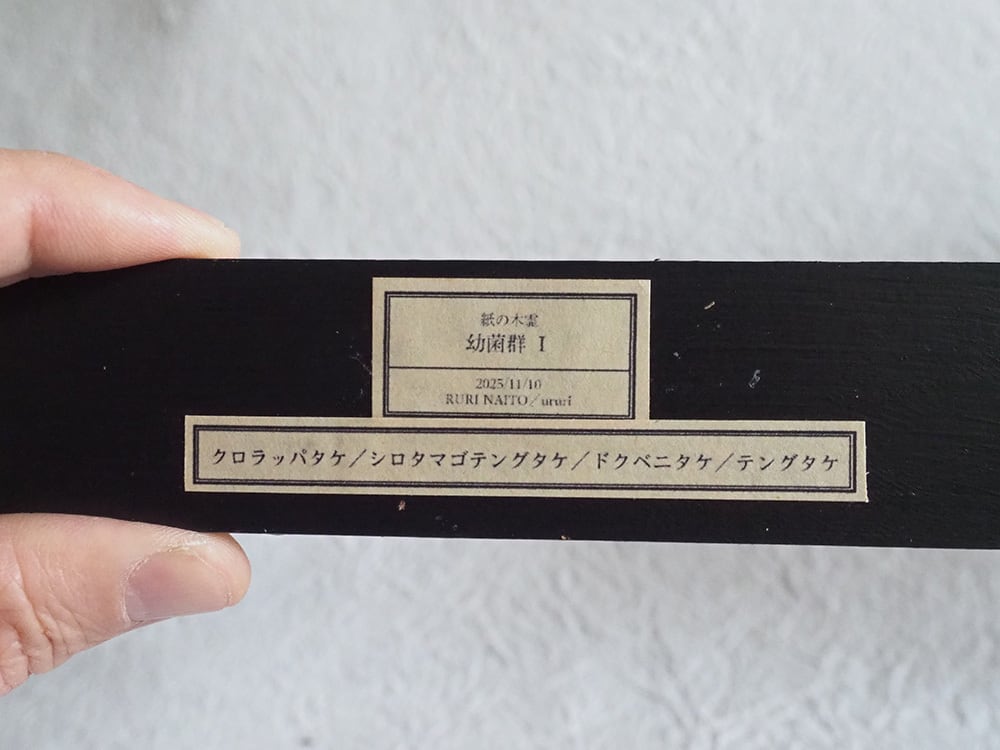 紙の木霊
幼菌群 I
2025/11/10
RURI NAITO／ururi
クロラッパタケ／シロタマゴテングタケ／ドクベニタケ／テングタケ